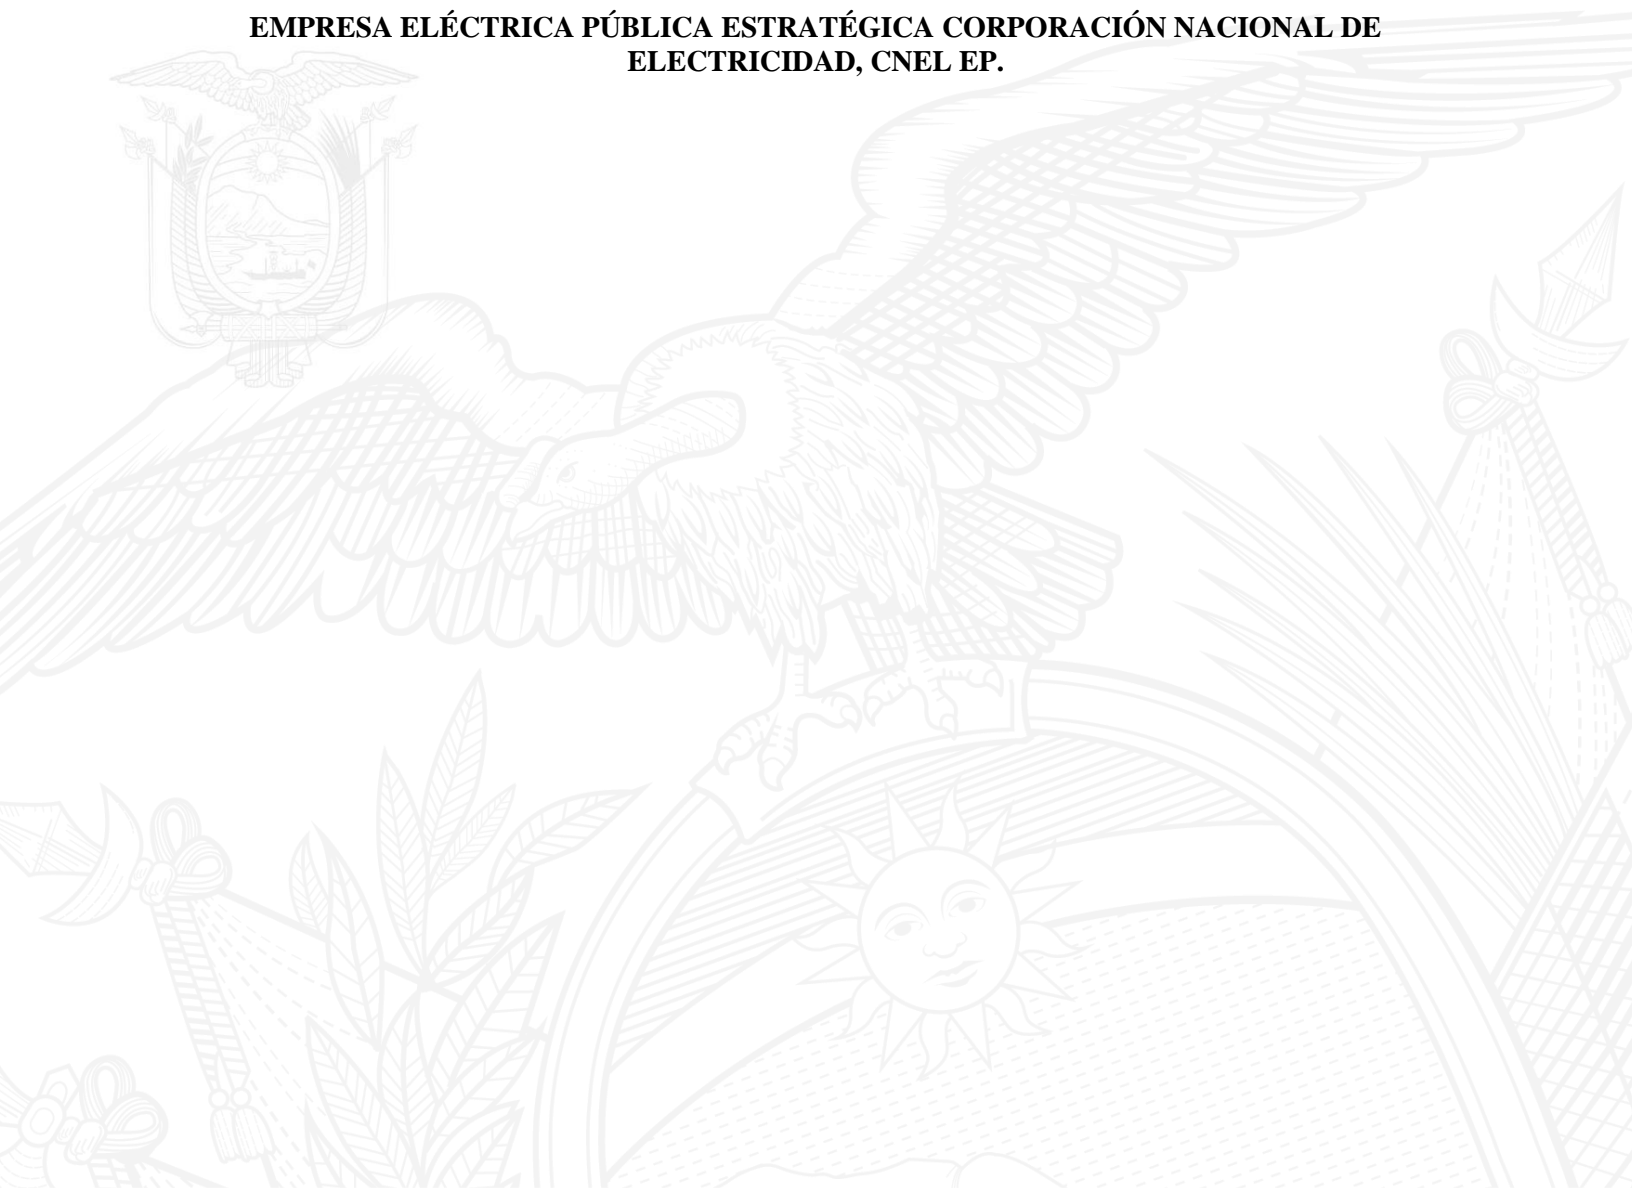 EMPRESA ELÉCTRICA PÚBLICA ESTRATÉGICA CORPORACIÓN NACIONAL DE
ELECTRICIDAD, CNEL EP.